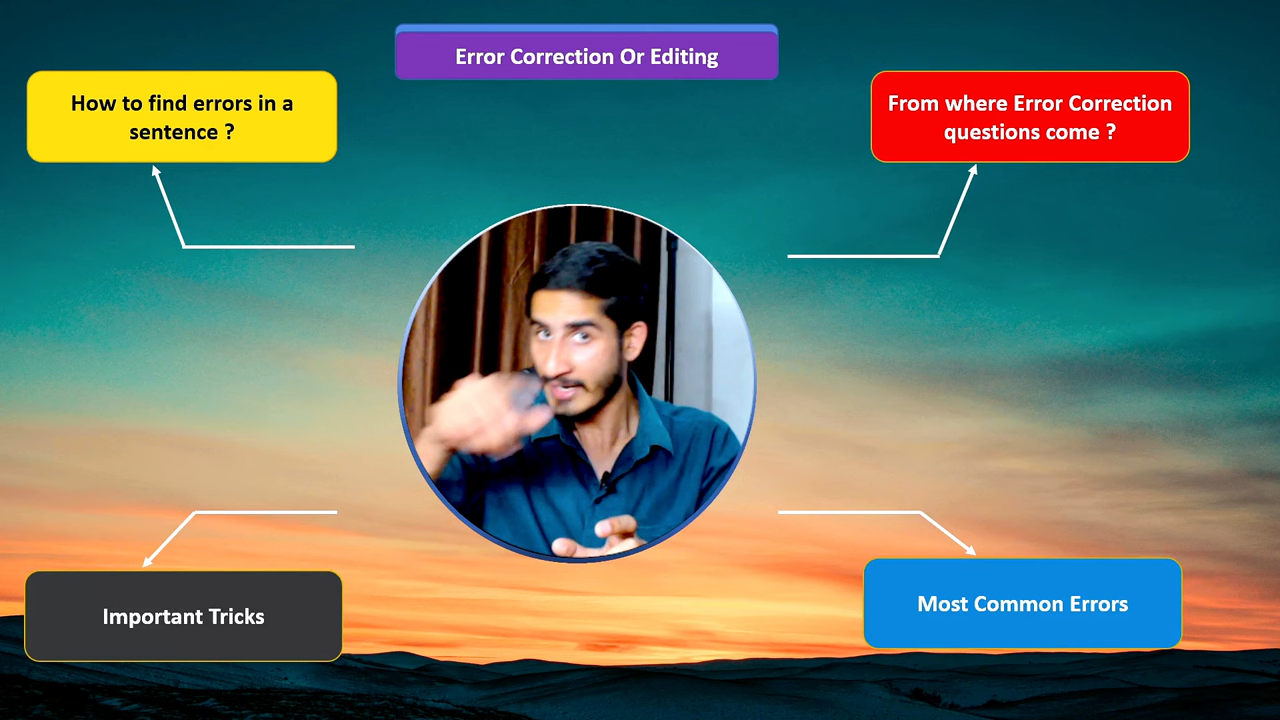 Error Correction Or Editing
How to find errors in a
sentence ?
From where Error Correction
questions come ?
Important Tricks
Most Common Errors